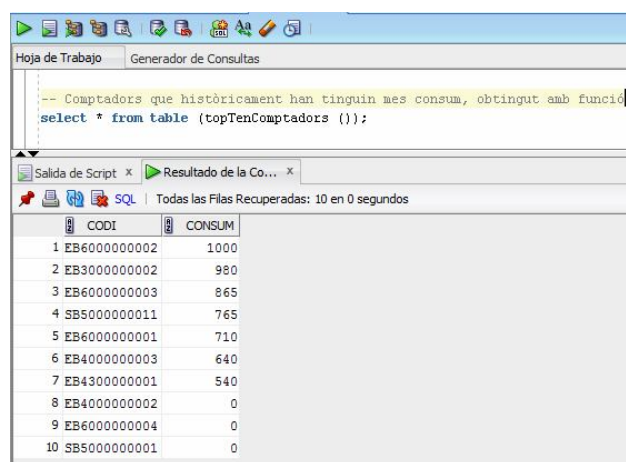 SQL
Hoja de Trabajo Generador de Consultas
-- Comptadors que històricament han tinguin mes consum, obtingut amb funció
select * from table (topTenComptadors ());
Salida de Script x Resultado de la Co... x
SQL | Todas las Filas Recuperadas: 10 en 0 segundos
CODI CONSUM
1 EB6000000002 1000
2 EB3000000002 980
3 EB6000000003 865
4 SB5000000011 765
5 EB6000000001 710
6 EB4000000003 640
7 EB4300000001 540
8 EB4000000002 0
9 EB6000000004 0
10 SB5000000001 0